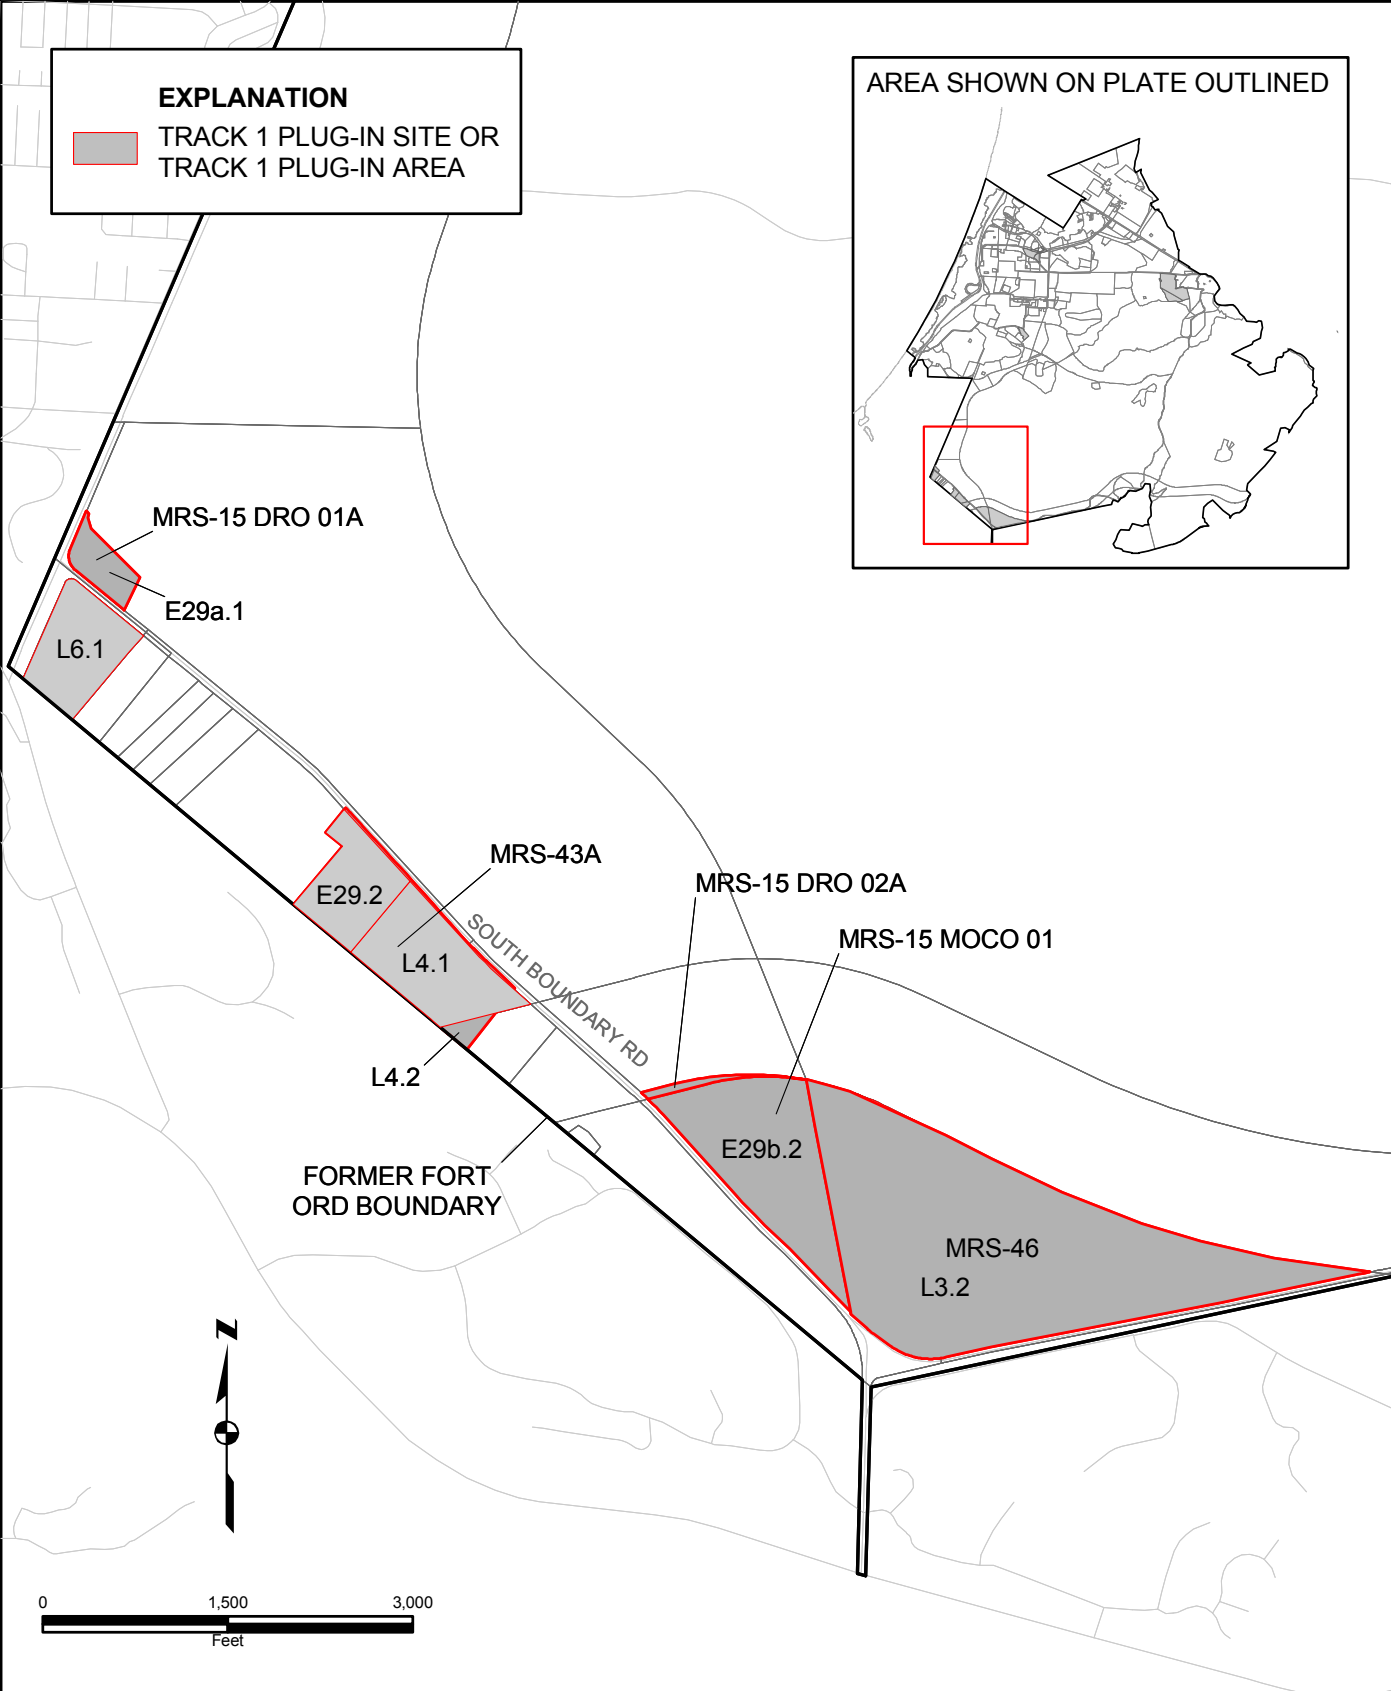 EXPLANATION
TRACK 1 PLUG-IN SITE OR
TRACK 1 PLUG-IN AREA
AREA SHOWN ON PLATE OUTLINED
MRS-15 DRO 01A
E29a.1
L6.1
MRS-43A
E29.2
L4.1
SOUTH BOUNDARY RD
MRS-15 DRO 02A
MRS-15 MOCO 01
L4.2
E29b.2
FORMER FORT
ORD BOUNDARY
MRS-46
L3.2
N
0 1,500 3,000
Feet